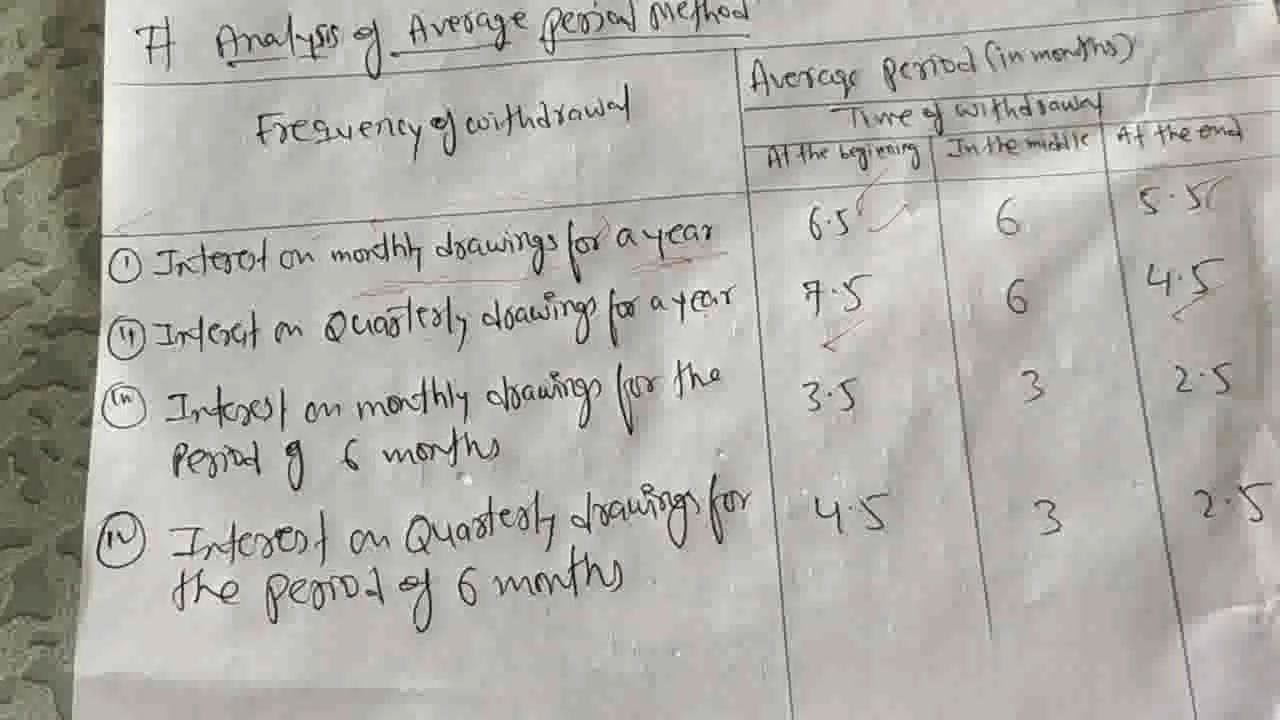 7) Analysis of Average period Method
Frequency of withdrawal
Average period (in months)
Time of withdrawal
At the beginning In the middle At the end
(i) Interest on monthly drawings for a year 6.5 6 5.5
(ii) Interest on Quarterly drawings for a year 7.5 6 4.5
(iii) Interest on monthly drawings for the 3.5 3 2.5
period of 6 months
(iv) Interest on Quarterly drawings for 4.5 3 2.5
the period of 6 months